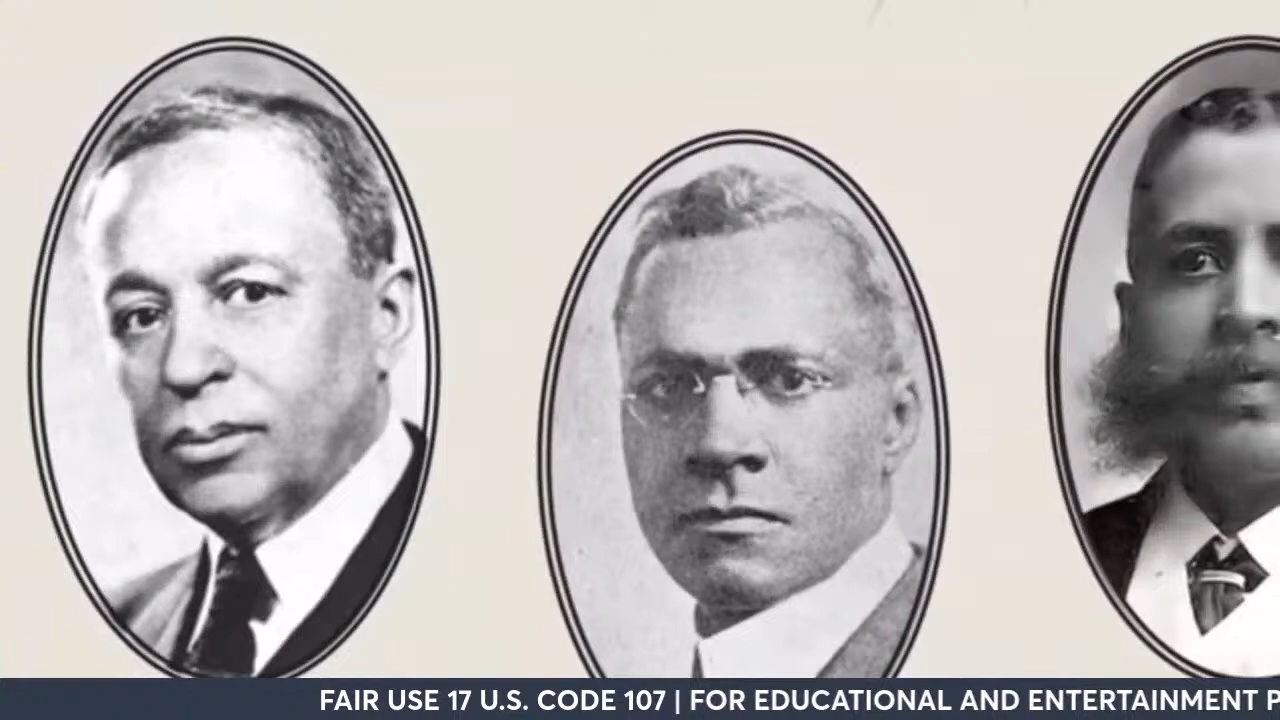 FAIR USE 17 U.S. CODE 107 | FOR EDUCATIONAL AND ENTERTAINMENT P